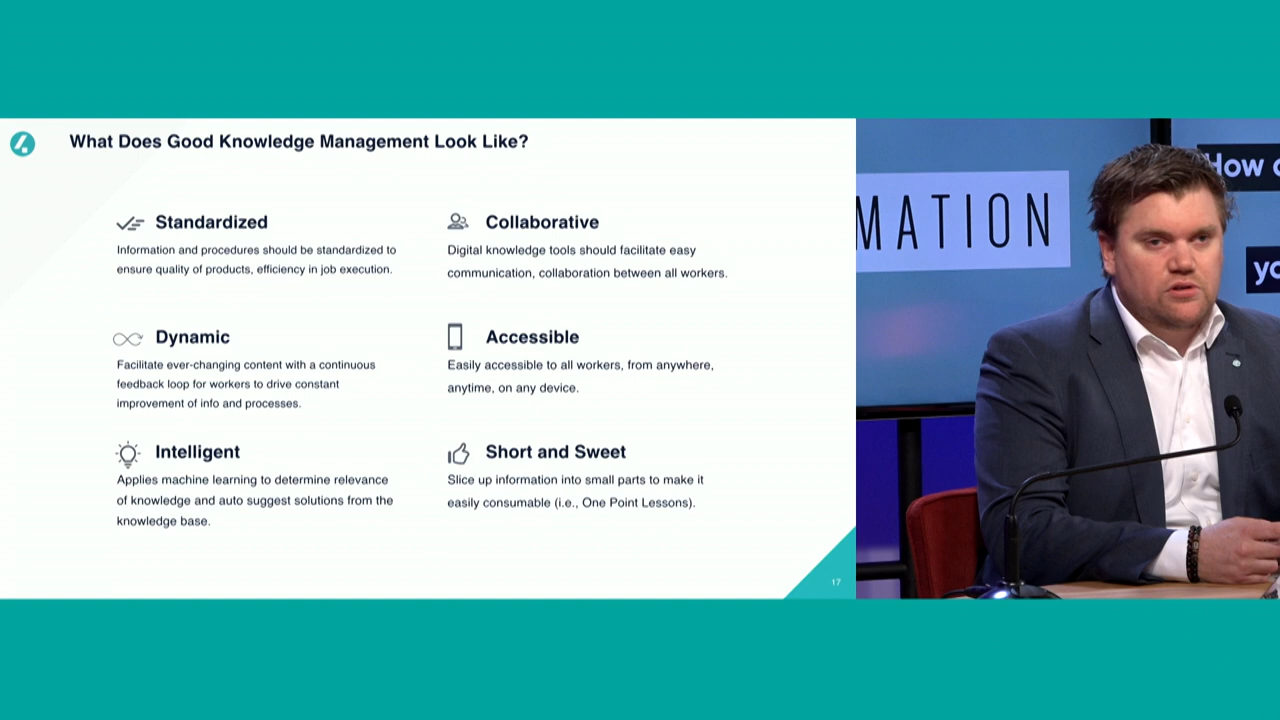 What Does Good Knowledge Management Look Like?
Standardized
Information and procedures should be standardized to
ensure quality of products, efficiency in job execution.
Collaborative
Digital knowledge tools should facilitate easy
communication, collaboration between all workers.
Dynamic
Facilitate ever-changing content with a continuous
feedback loop for workers to drive constant
improvement of info and processes.
Accessible
Easily accessible to all workers, from anywhere,
anytime, on any device.
Intelligent
Applies machine learning to determine relevance
of knowledge and auto suggest solutions from the
knowledge base.
Short and Sweet
Slice up information into small parts to make it
easily consumable (i.e., One Point Lessons).
17
MATION
How
yo